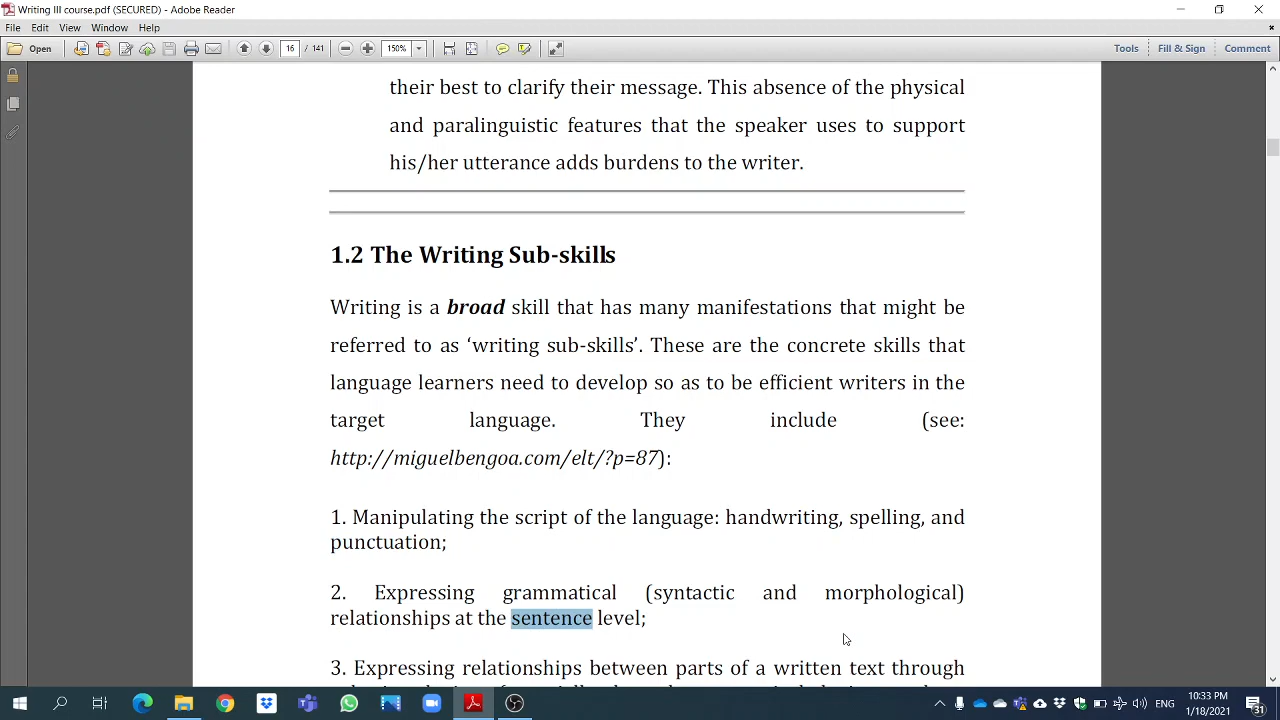 Writing III course.pdf (SECURED) - Adobe Reader
File Edit View Window Help
Open 16 / 141 150% Tools Fill & Sign Comment
their best to clarify their message. This absence of the physical
and paralinguistic features that the speaker uses to support
his/her utterance adds burdens to the writer.
1.2 The Writing Sub-skills
Writing is a broad skill that has many manifestations that might be
referred to as ‘writing sub-skills’. These are the concrete skills that
language learners need to develop so as to be efficient writers in the
target language. They include (see:
http://miguelbengoa.com/elt/?p=87):
1. Manipulating the script of the language: handwriting, spelling, and
punctuation;
2. Expressing grammatical (syntactic and morphological)
relationships at the sentence level;
3. Expressing relationships between parts of a written text through
ENG
10:33 PM
1/18/2021
31